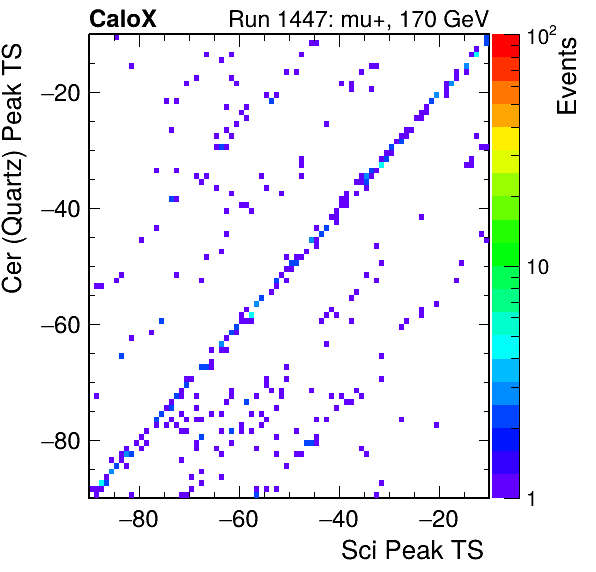 CaloX Run 1447: mu+, 170 GeV
Cer (Quartz) Peak TS
−20
−40
−60
−80
−80 −60 −40 −20
Sci Peak TS
10²
10
1
Events